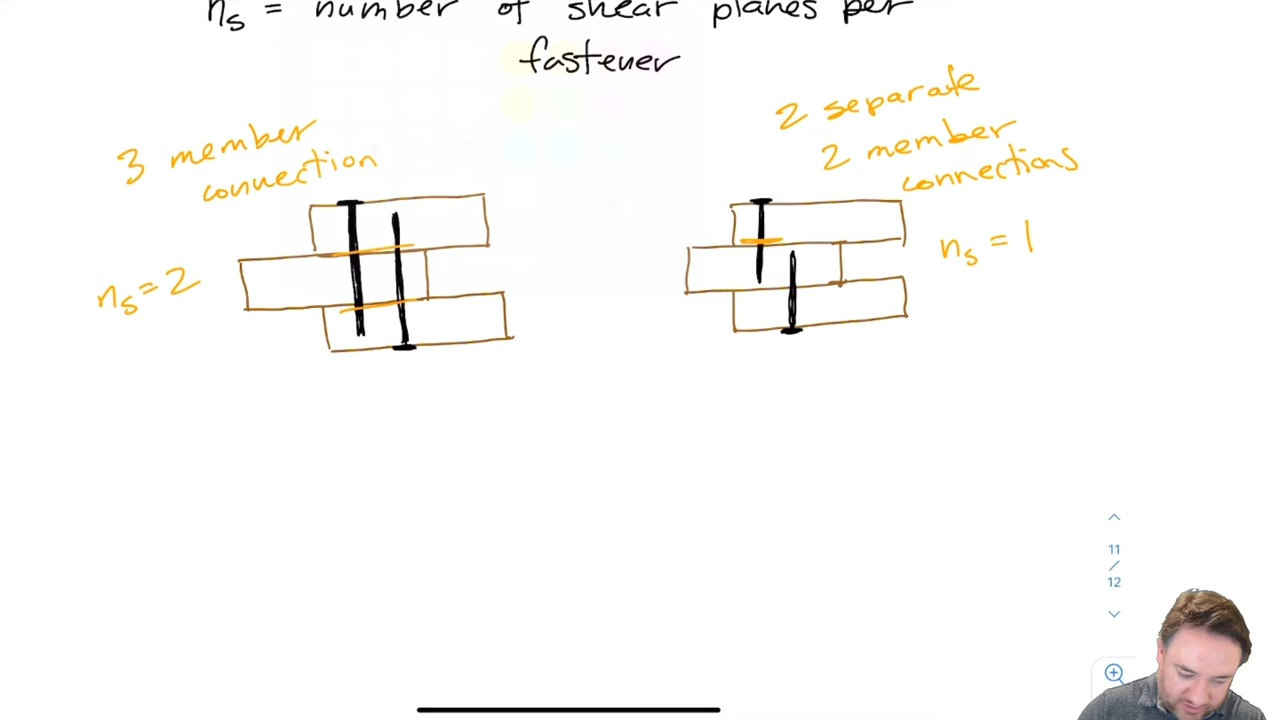 ns = number of shear planes per
fastener
3 member
connection
ns = 2
2 separate
2 member
connections
ns = 1
11
/
12